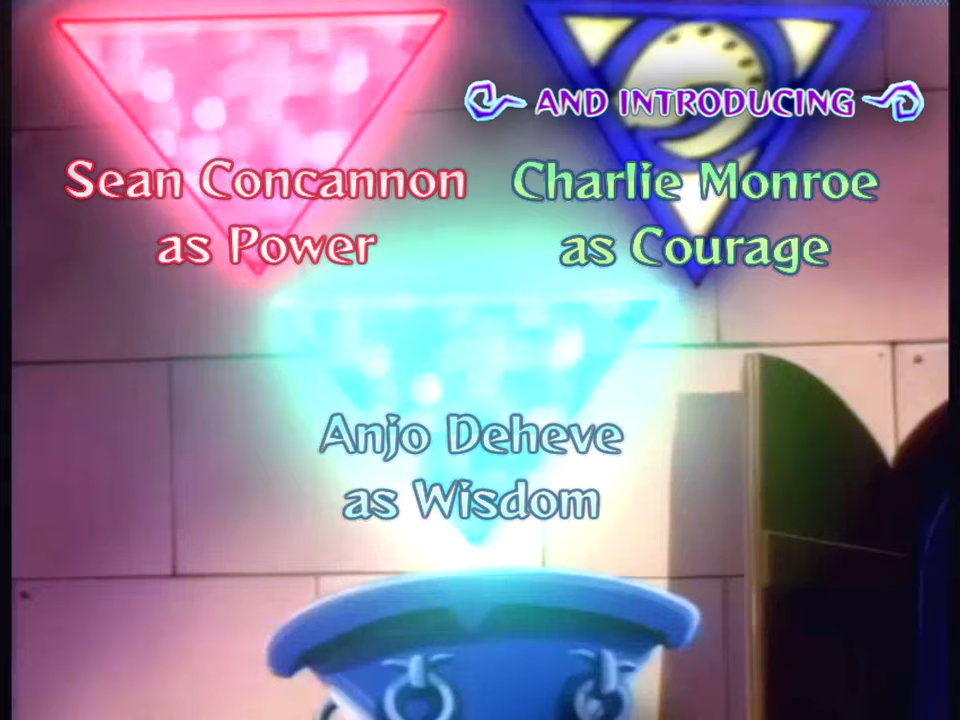 AND INTRODUCING
Sean Concannon
as Power
Charlie Monroe
as Courage
Anjo Deheve
as Wisdom